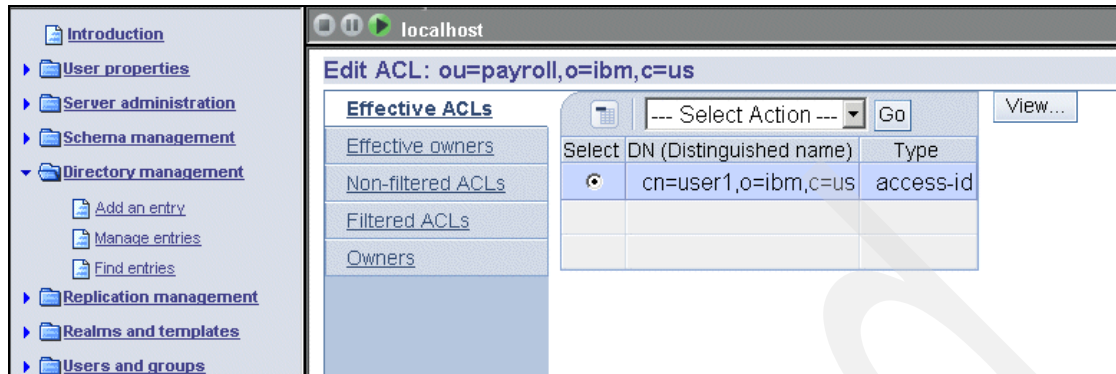 Introduction
User properties
Server administration
Schema management
Directory management
Add an entry
Manage entries
Find entries
Replication management
Realms and templates
Users and groups
localhost
Edit ACL: ou=payroll,o=ibm,c=us
Effective ACLs
Effective owners
Non-filtered ACLs
Filtered ACLs
Owners
--- Select Action --- Go
View...
Select DN (Distinguished name) Type
cn=user1,o=ibm,c=us access-id